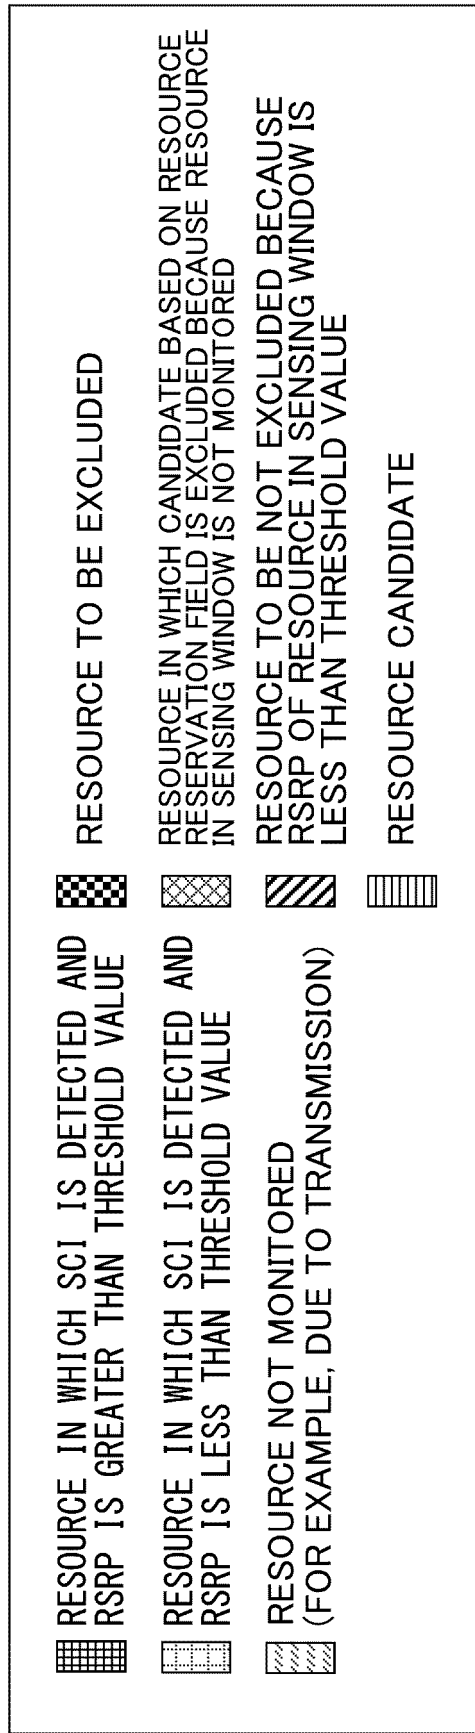 RESOURCE IN WHICH SCI IS DETECTED AND
RSRP IS GREATER THAN THRESHOLD VALUE
RESOURCE IN WHICH SCI IS DETECTED AND
RSRP IS LESS THAN THRESHOLD VALUE
RESOURCE NOT MONITORED
(FOR EXAMPLE, DUE TO TRANSMISSION)
RESOURCE TO BE EXCLUDED
RESOURCE IN WHICH CANDIDATE BASED ON RESOURCE
RESERVATION FIELD IS EXCLUDED BECAUSE RESOURCE
IN SENSING WINDOW IS NOT MONITORED
RESOURCE TO BE NOT EXCLUDED BECAUSE
RSRP OF RESOURCE IN SENSING WINDOW IS
LESS THAN THRESHOLD VALUE
RESOURCE CANDIDATE